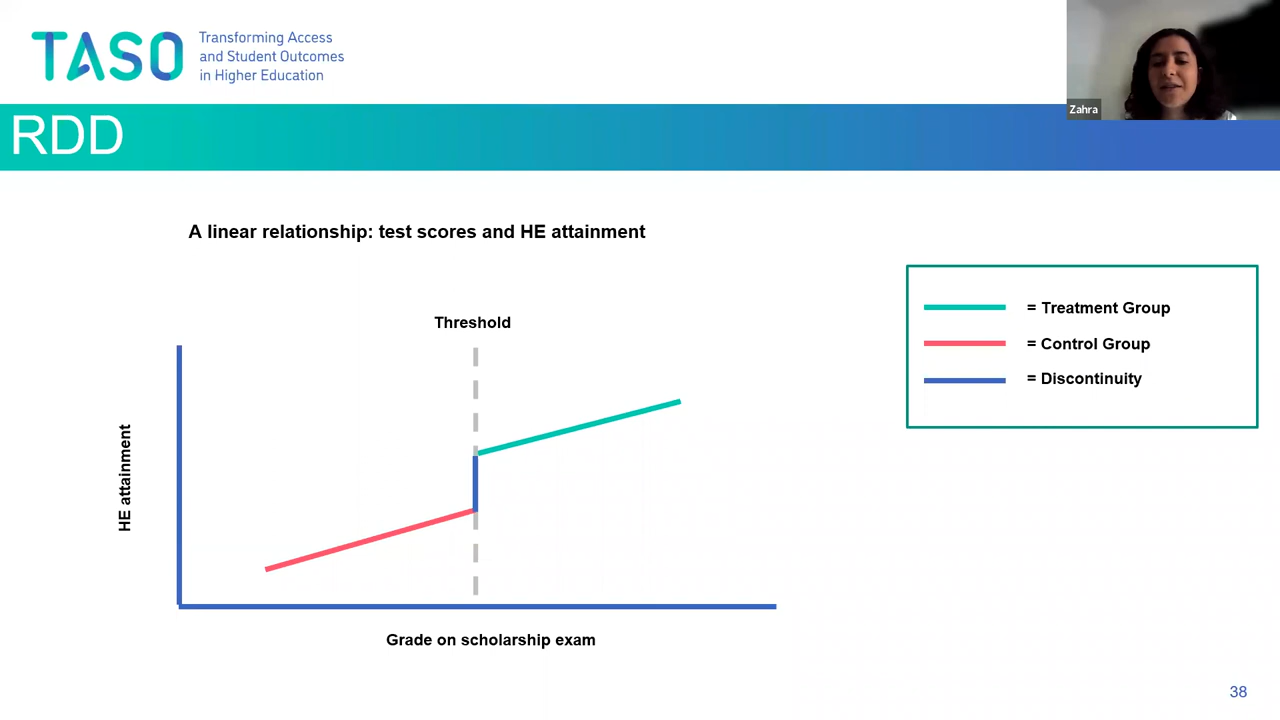 TASO
Transforming Access
and Student Outcomes
in Higher Education
Zahra
RDD
A linear relationship: test scores and HE attainment
Threshold
HE attainment
Grade on scholarship exam
= Treatment Group
= Control Group
= Discontinuity
38